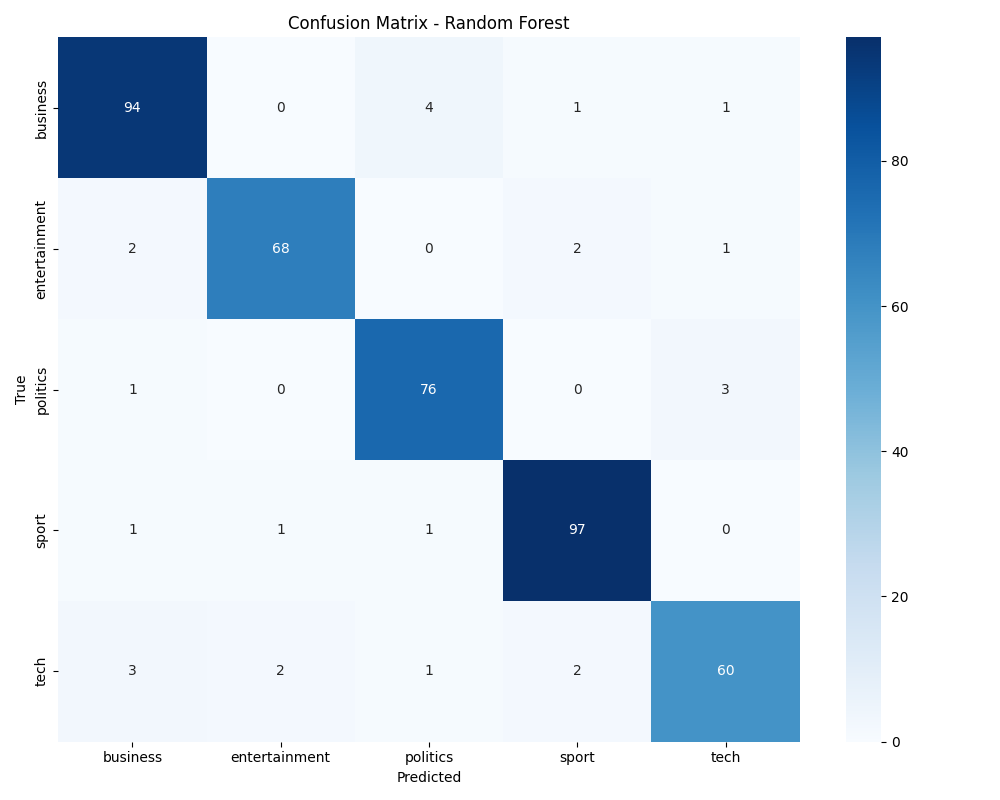 Confusion Matrix - Random Forest
business
94 0 4 1 1
entertainment
2 68 0 2 1
politics
1 0 76 0 3
sport
1 1 1 97 0
tech
3 2 1 2 60
True
business entertainment politics sport tech
Predicted
80
60
40
20
0